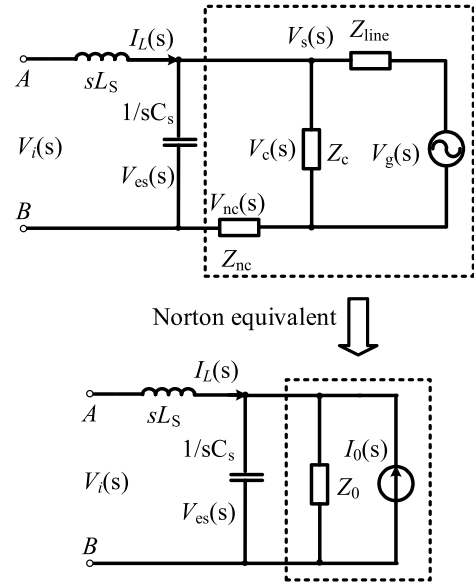 I_L(s)
V_s(s)
Z_line
A
sL_S
1/sC_s
V_i(s)
V_c(s)
Z_c
V_g(s)
V_es(s)
B
V_nc(s)
Z_nc
Norton equivalent
I_L(s)
A
sL_S
1/sC_s
I_0(s)
V_i(s)
Z_0
V_es(s)
B